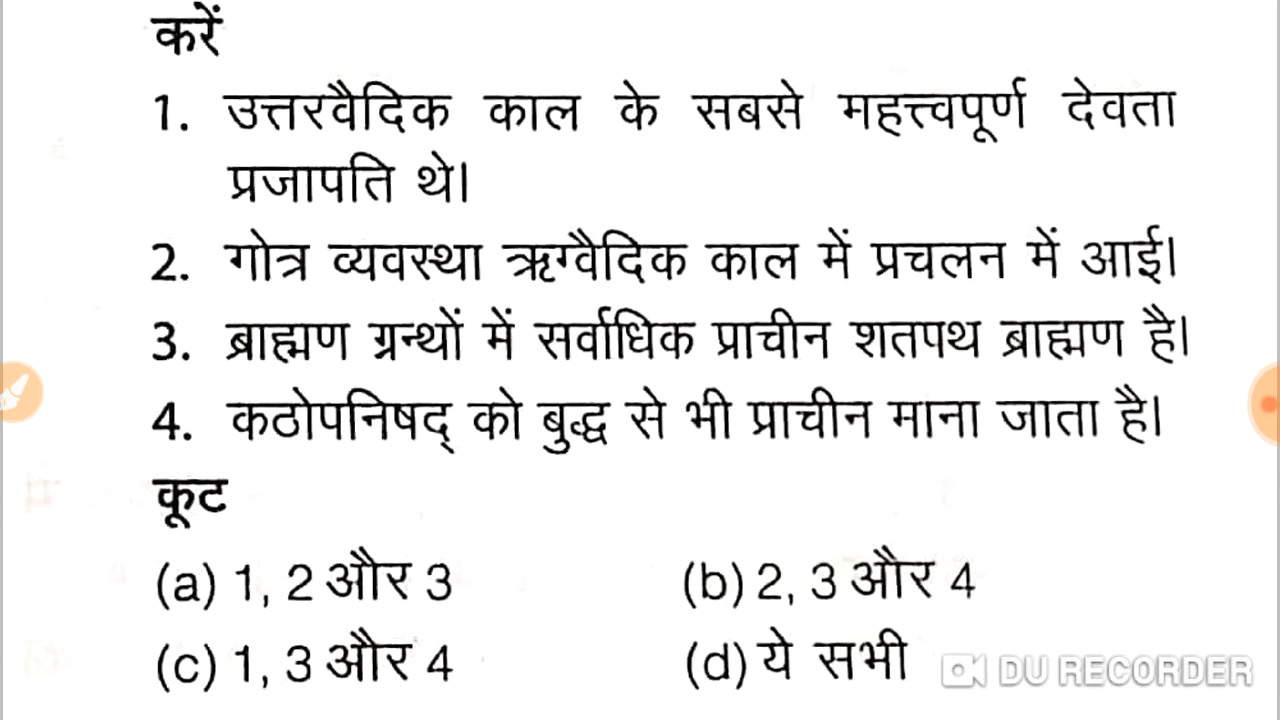 करें
1. उत्तरवैदिक काल के सबसे महत्त्वपूर्ण देवता
प्रजापति थे।
2. गोत्र व्यवस्था ऋग्वैदिक काल में प्रचलन में आई।
3. ब्राह्मण ग्रन्थों में सर्वाधिक प्राचीन शतपथ ब्राह्मण है।
4. कठोपनिषद् को बुद्ध से भी प्राचीन माना जाता है।
कूट
(a) 1, 2 और 3 (b) 2, 3 और 4
(c) 1, 3 और 4 (d) ये सभी
DU RECORDER